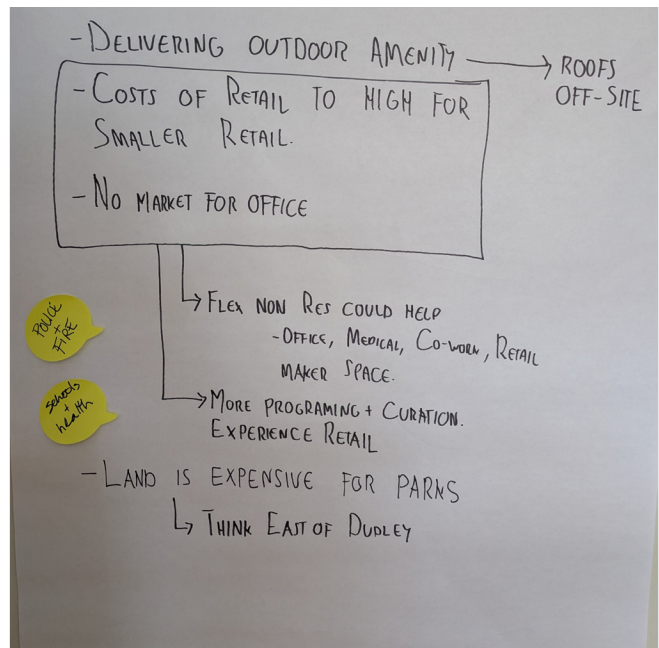 - DELIVERING OUTDOOR AMENITY
ROOFS
OFF-SITE
- COSTS OF RETAIL TO HIGH FOR
SMALLER RETAIL.
- NO MARKET FOR OFFICE
FLEX NON RES COULD HELP
- OFFICE, MEDICAL, CO-WORK, RETAIL
MAKER SPACE.
POLICE
+
FIRE
MORE PROGRAMING + CURATION.
EXPERIENCE RETAIL
schools
+
health
- LAND IS EXPENSIVE FOR PARKS
THINK EAST OF DUDLEY